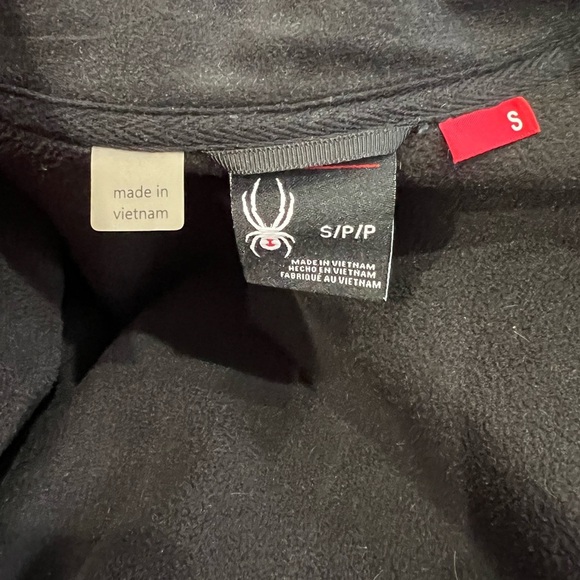 made in
vietnam
S/P/P
MADE IN VIETNAM
HECHO EN VIETNAM
FABRIQUÉ AU VIETNAM
S